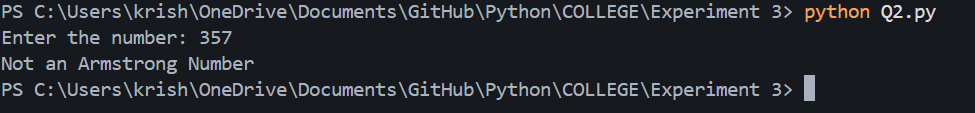 PS C:\Users\krish\OneDrive\Documents\GitHub\Python\COLLEGE\Experiment 3> python Q2.py
Enter the number: 357
Not an Armstrong Number
PS C:\Users\krish\OneDrive\Documents\GitHub\Python\COLLEGE\Experiment 3>